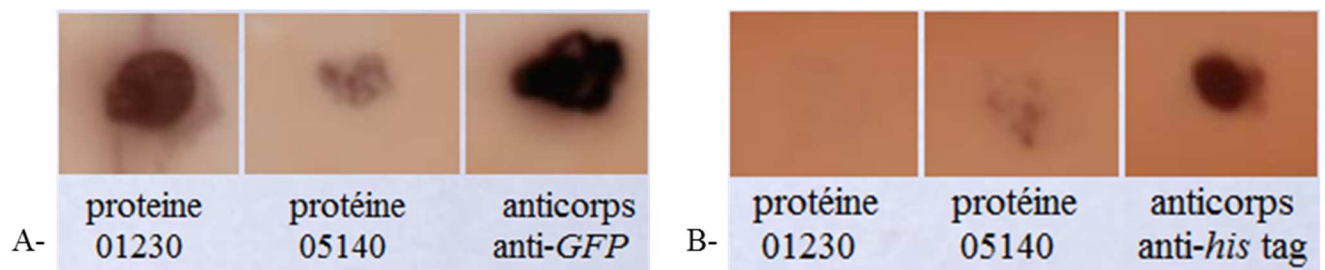 proteine protéine anticorps
A- 01230 05140 anti-GFP
protéine protéine anticorps
B- 01230 05140 anti-his tag